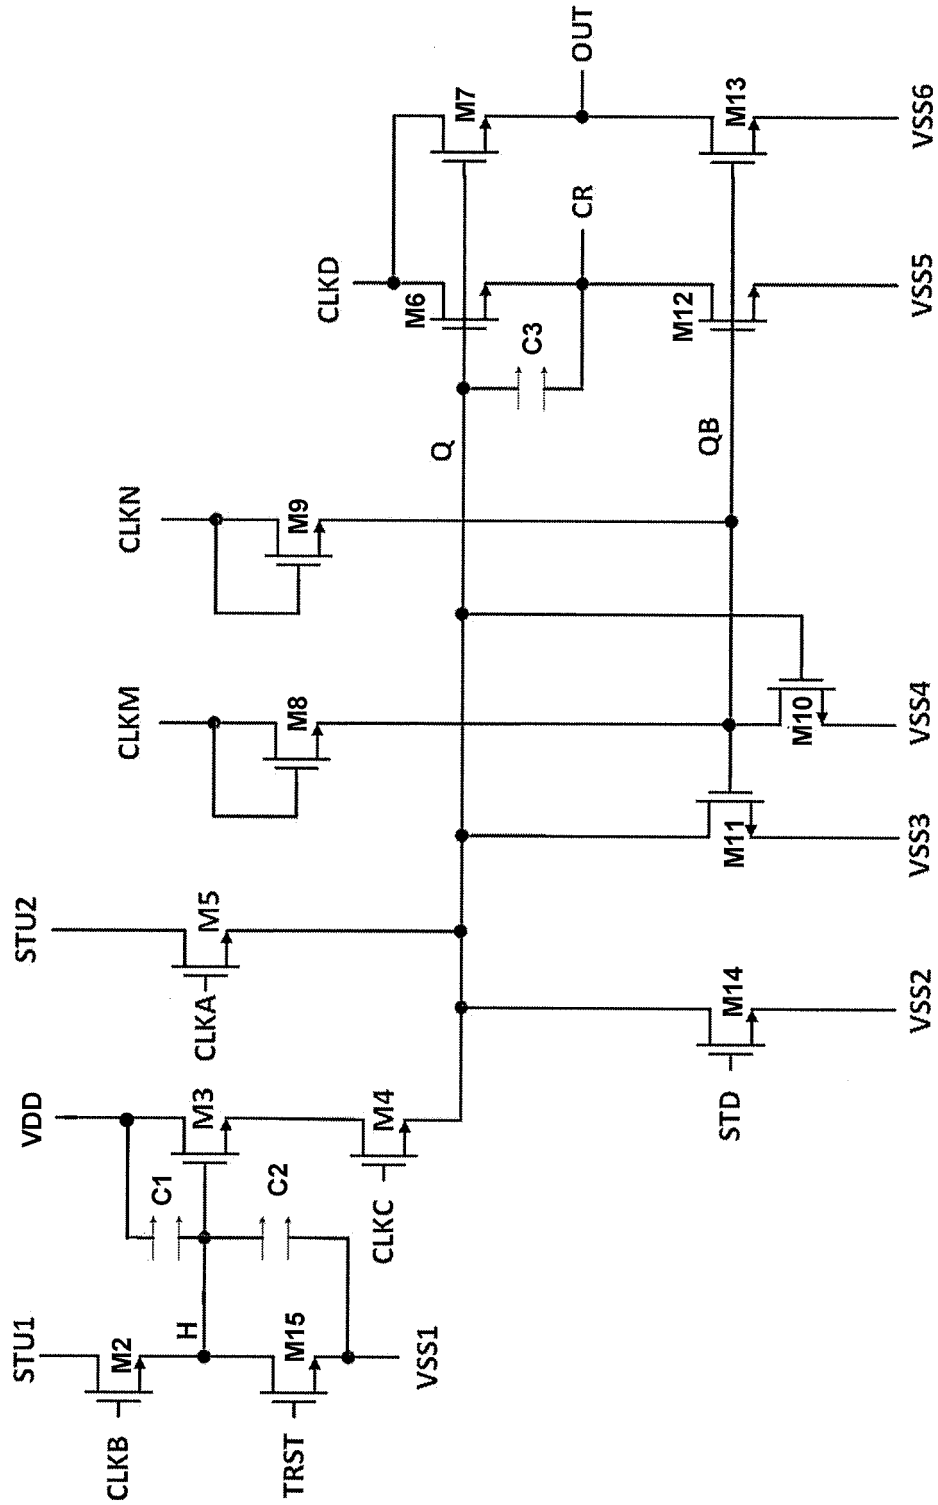 STU1
VDD
STU2
CLKM
CLKN
CLKD
CLKB
M2
H
TRST
M15
VSS1
C1
C2
M3
CLKC
M4
CLKA
M5
M8
M9
Q
M6
M7
C3
CR
OUT
STD
M14
M11
M10
QB
M12
M13
VSS2
VSS3
VSS4
VSS5
VSS6